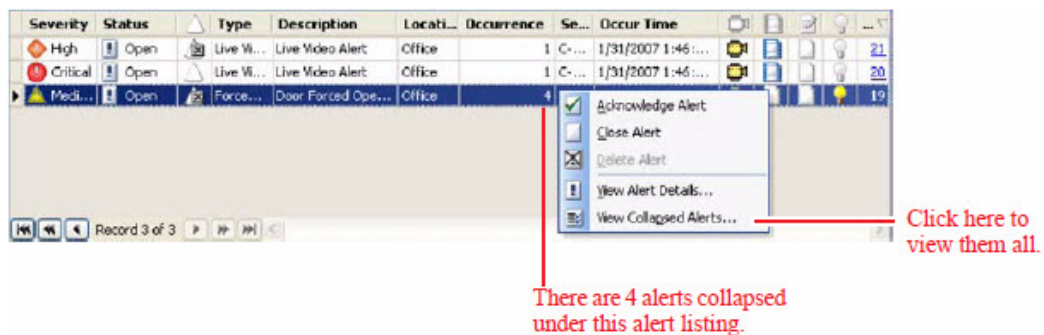 Severity Status Type Description Locati... Occurrence Se... Occur Time ...
High Open Live Vi... Live Video Alert Office 1 C-... 1/31/2007 1:46:... 21
Critical Open Live Vi... Live Video Alert Office 1 C-... 1/31/2007 1:46:... 20
Medi... Open Force... Door Forced Ope... Office 4 19
Acknowledge Alert
Close Alert
Delete Alert
View Alert Details...
View Collapsed Alerts...
Record 3 of 3
Click here to
view them all.
There are 4 alerts collapsed
under this alert listing.